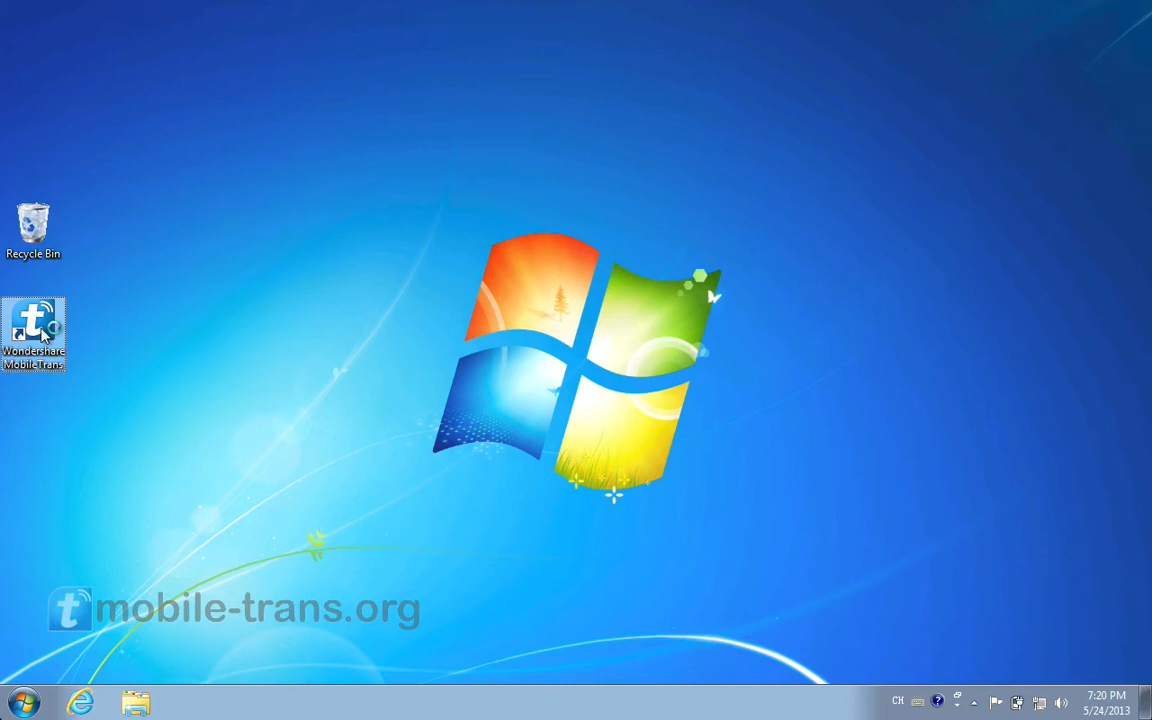 Recycle Bin
Wondershare
MobileTrans
mobile-trans.org
CH
7:20 PM
5/24/2013